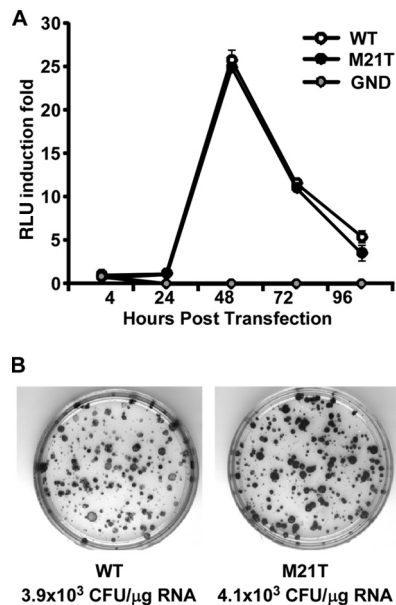 A
30
25
20
15
10
5
0
RLU induction fold
WT
M21T
GND
4 24 48 72 96
Hours Post Transfection
B
WT M21T
3.9x10³ CFU/µg RNA 4.1x10³ CFU/µg RNA